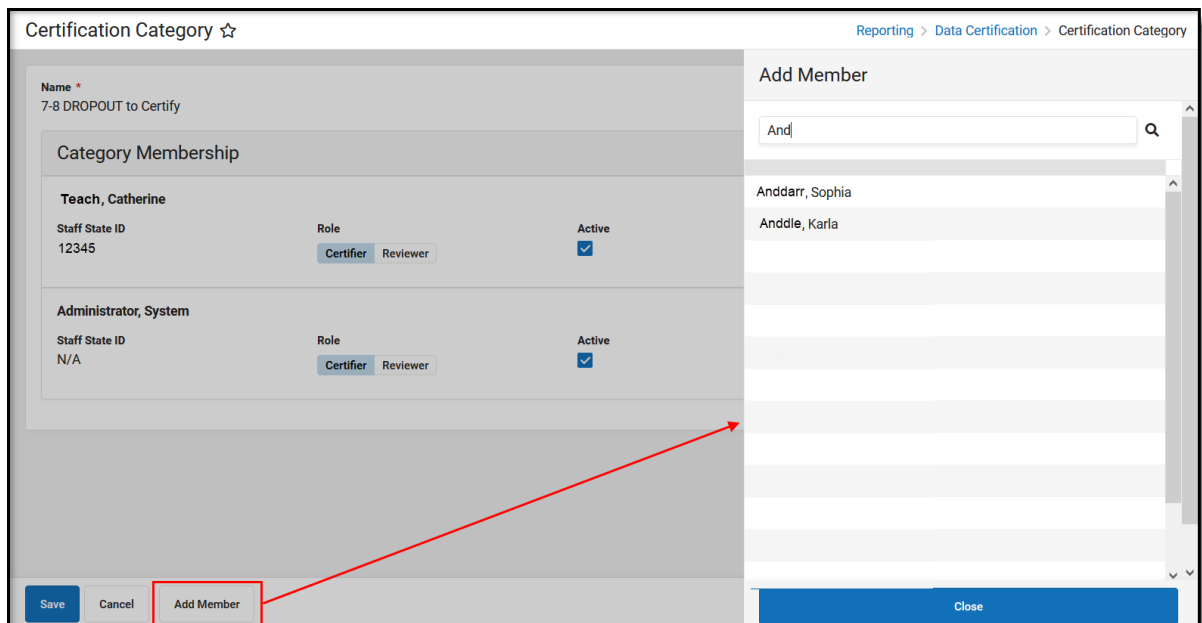 Certification Category
Reporting > Data Certification > Certification Category
Name *
7-8 DROPOUT to Certify
Category Membership
Teach, Catherine
Staff State ID Role Active
12345
Certifier Reviewer
Administrator, System
Staff State ID Role Active
N/A
Certifier Reviewer
Save Cancel Add Member
Add Member
And
Anddarr, Sophia
Anddle, Karla
Close